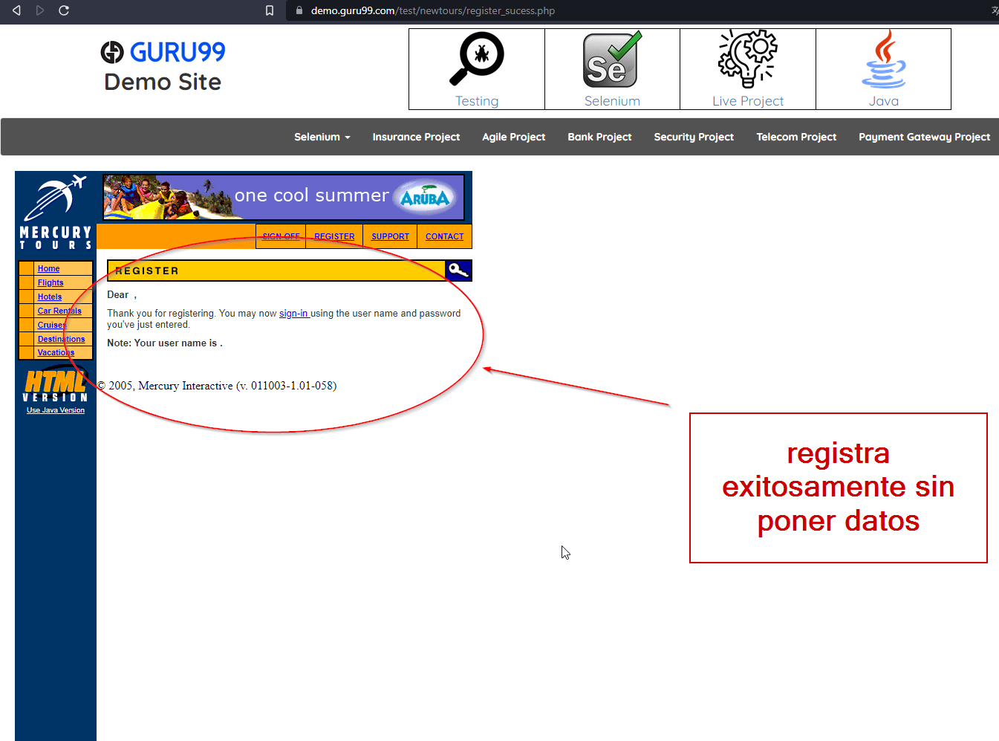 demo.guru99.com/test/newtours/register_sucess.php
GURU99
Demo Site
Testing
Se
Selenium
Live Project
Java
Selenium
Insurance Project
Agile Project
Bank Project
Security Project
Telecom Project
Payment Gateway Project
MERCURY
TOURS
one cool summer
ARUBA
SIGN-OFF
REGISTER
SUPPORT
CONTACT
Home
Flights
Hotels
Car Rentals
Cruises
Destinations
Vacations
HTML
VERSION
Use Java Version
REGISTER
Dear ,
Thank you for registering. You may now sign-in using the user name and password
you've just entered.
Note: Your user name is .
© 2005, Mercury Interactive (v. 011003-1.01-058)
registra
exitosamente sin
poner datos